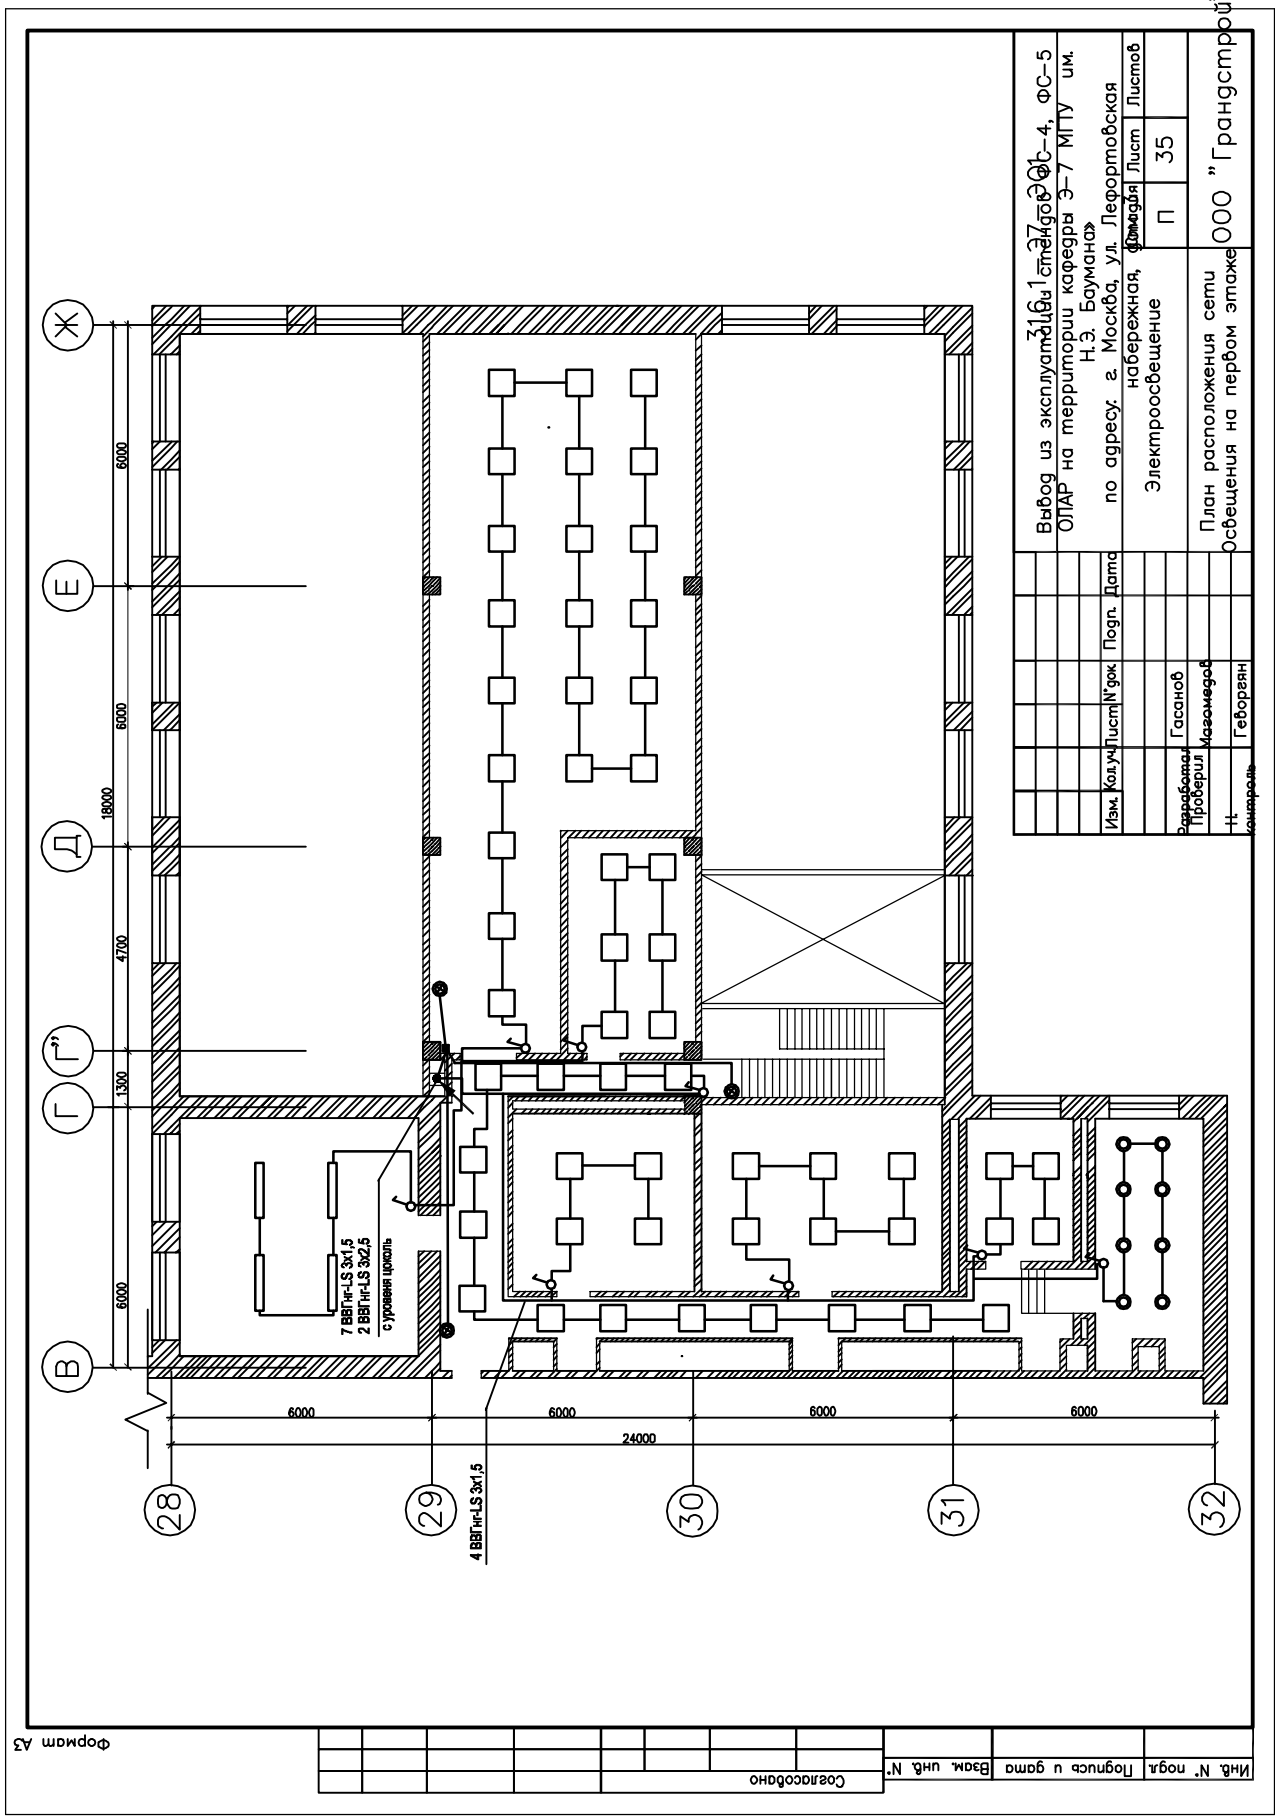 Ж
Е
Д
Г"
Г
В
6000
6000
18000
4700
1300
6000
7 ВВГнг-LS 3х1,5
2 ВВГнг-LS 3х2,5
с уровня цоколь
4 ВВГнг-LS 3х1,5
6000
6000
6000
6000
24000
28
29
30
31
32
316.1-Э7-ЭО1
Вывод из эксплуатации стендов ФС-4, ФС-5
ОЛАР на территории кафедры Э-7 МГТУ им.
Н.Э. Баумана»
по адресу: г. Москва, ул. Лефортовская
набережная,
Изм.
Кол.уч
Лист
N°док
Подп.
Дата
Электроосвещение
Стадия
Лист
Листов
П
35
Разработал
Гасанов
Проверил
Магомедов
Н.
контроль
Геворгян
План расположения сети
Освещения на первом этаже
ООО "Грандстрой"
Согласовано
Взам. инв. N°
Подпись и дата
Инв. N° подл.
Формат А3